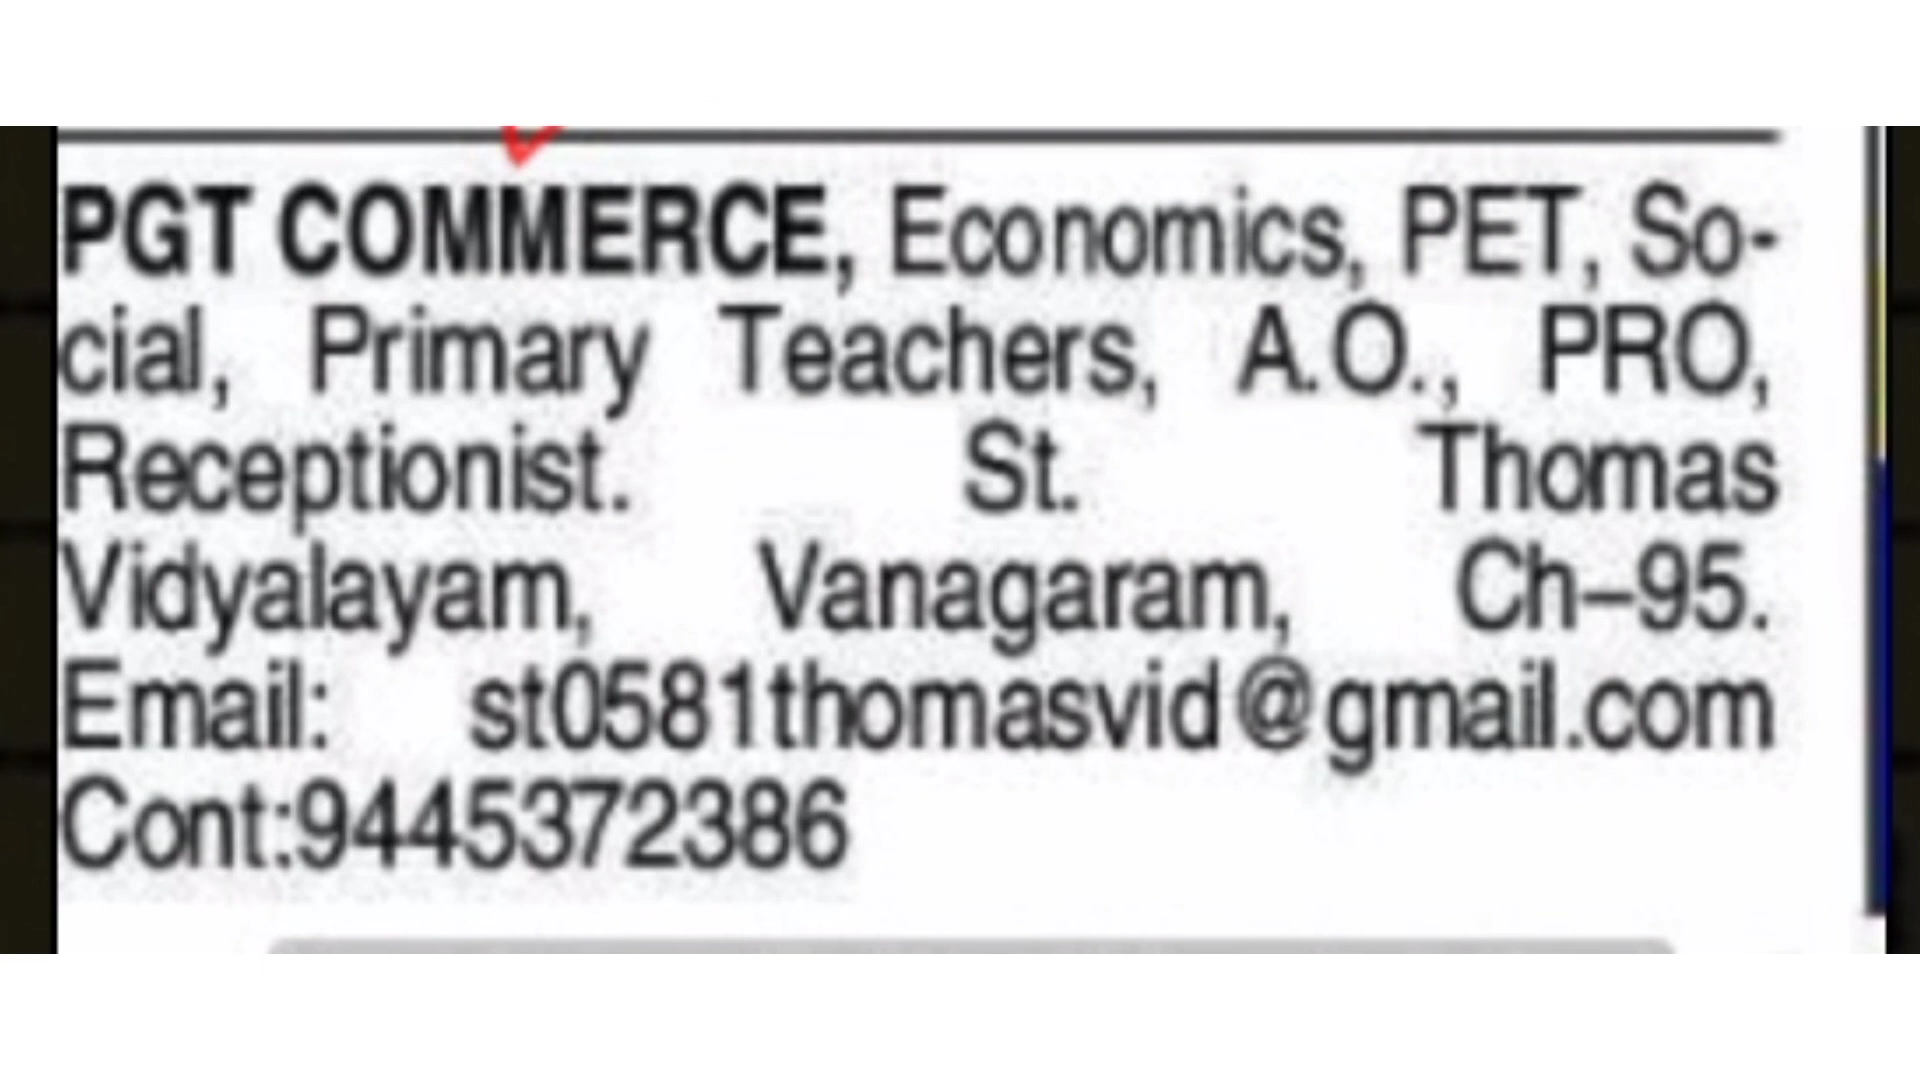 PGT COMMERCE, Economics, PET, So-
cial, Primary Teachers, A.O., PRO,
Receptionist. St. Thomas
Vidyalayam, Vanagaram, Ch–95.
Email: st0581thomasvid@gmail.com
Cont:9445372386